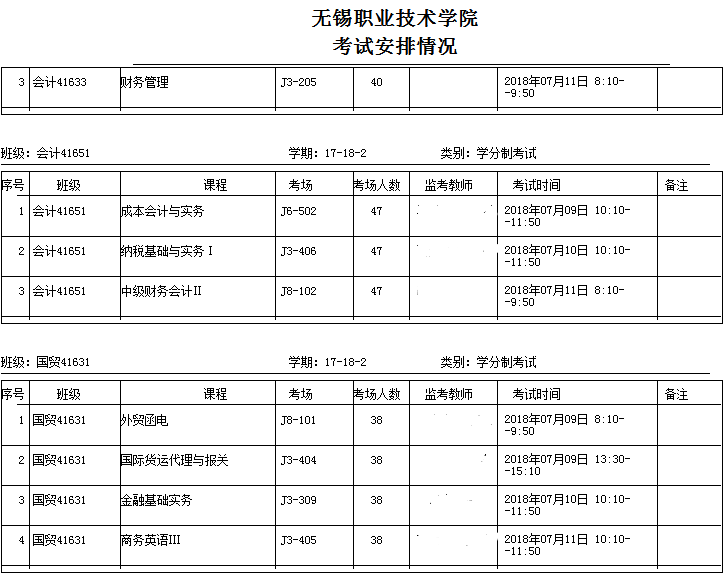 无锡职业技术学院
考试安排情况
3 会计41633 财务管理 J3-205 40 2018年07月11日 8:10-
-9:50
班级: 会计41651 学期: 17-18-2 类别: 学分制考试
序号 班级 课程 考场 考场人数 监考教师 考试时间 备注
1 会计41651 成本会计与实务 J6-502 47 2018年07月09日 10:10-
-11:50
2 会计41651 纳税基础与实务Ⅰ J3-406 47 2018年07月10日 10:10-
-11:50
3 会计41651 中级财务会计Ⅱ J8-102 47 2018年07月11日 8:10-
-9:50
班级: 国贸41631 学期: 17-18-2 类别: 学分制考试
序号 班级 课程 考场 考场人数 监考教师 考试时间 备注
1 国贸41631 外贸函电 J8-101 38 2018年07月09日 8:10-
-9:50
2 国贸41631 国际货运代理与报关 J3-404 38 2018年07月09日 13:30-
-15:10
3 国贸41631 金融基础实务 J3-309 38 2018年07月10日 10:10-
-11:50
4 国贸41631 商务英语III J3-405 38 2018年07月11日 10:10-
-11:50